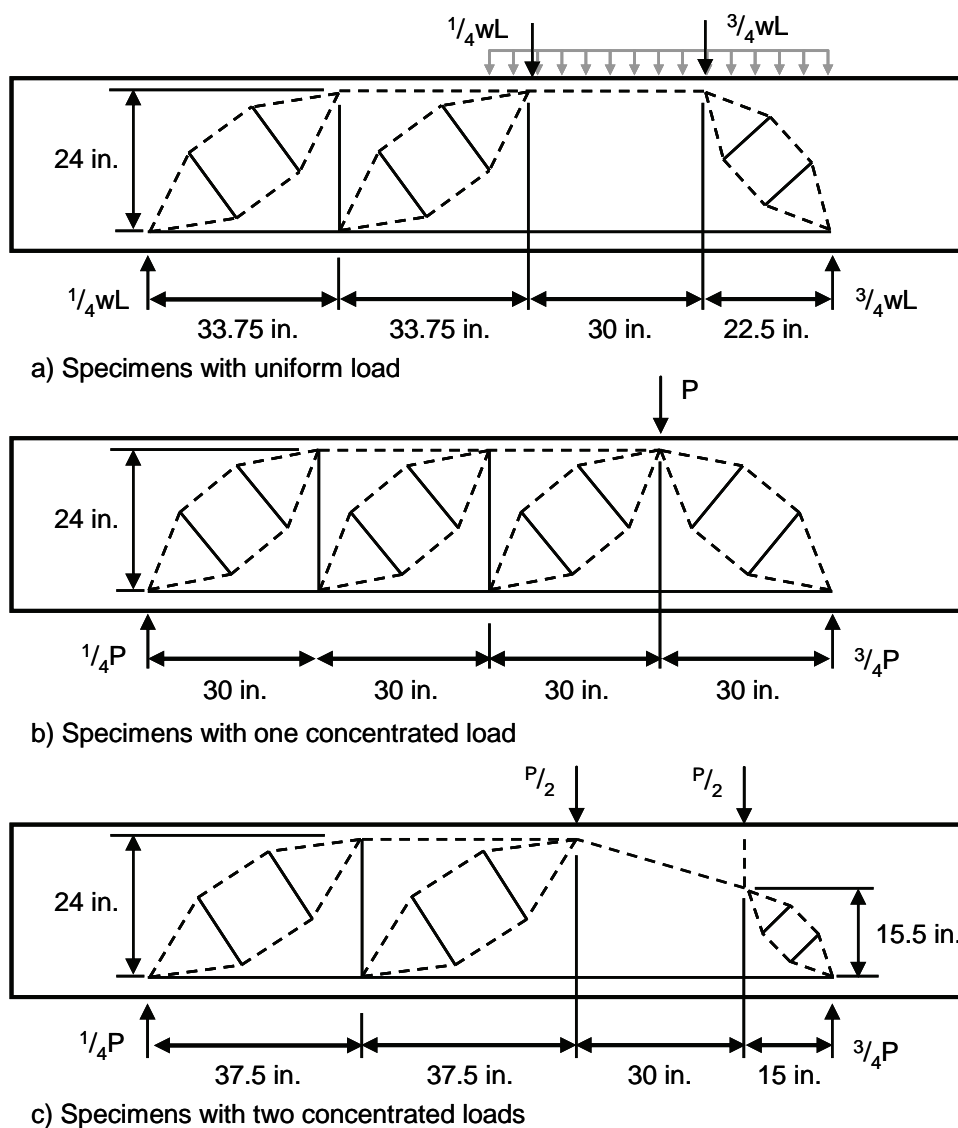 ¹/₄wL ³/₄wL
24 in.
¹/₄wL ³/₄wL
33.75 in. 33.75 in. 30 in. 22.5 in.
a) Specimens with uniform load
P
24 in.
¹/₄P ³/₄P
30 in. 30 in. 30 in. 30 in.
b) Specimens with one concentrated load
P/₂ P/₂
24 in.
15.5 in.
¹/₄P ³/₄P
37.5 in. 37.5 in. 30 in. 15 in.
c) Specimens with two concentrated loads